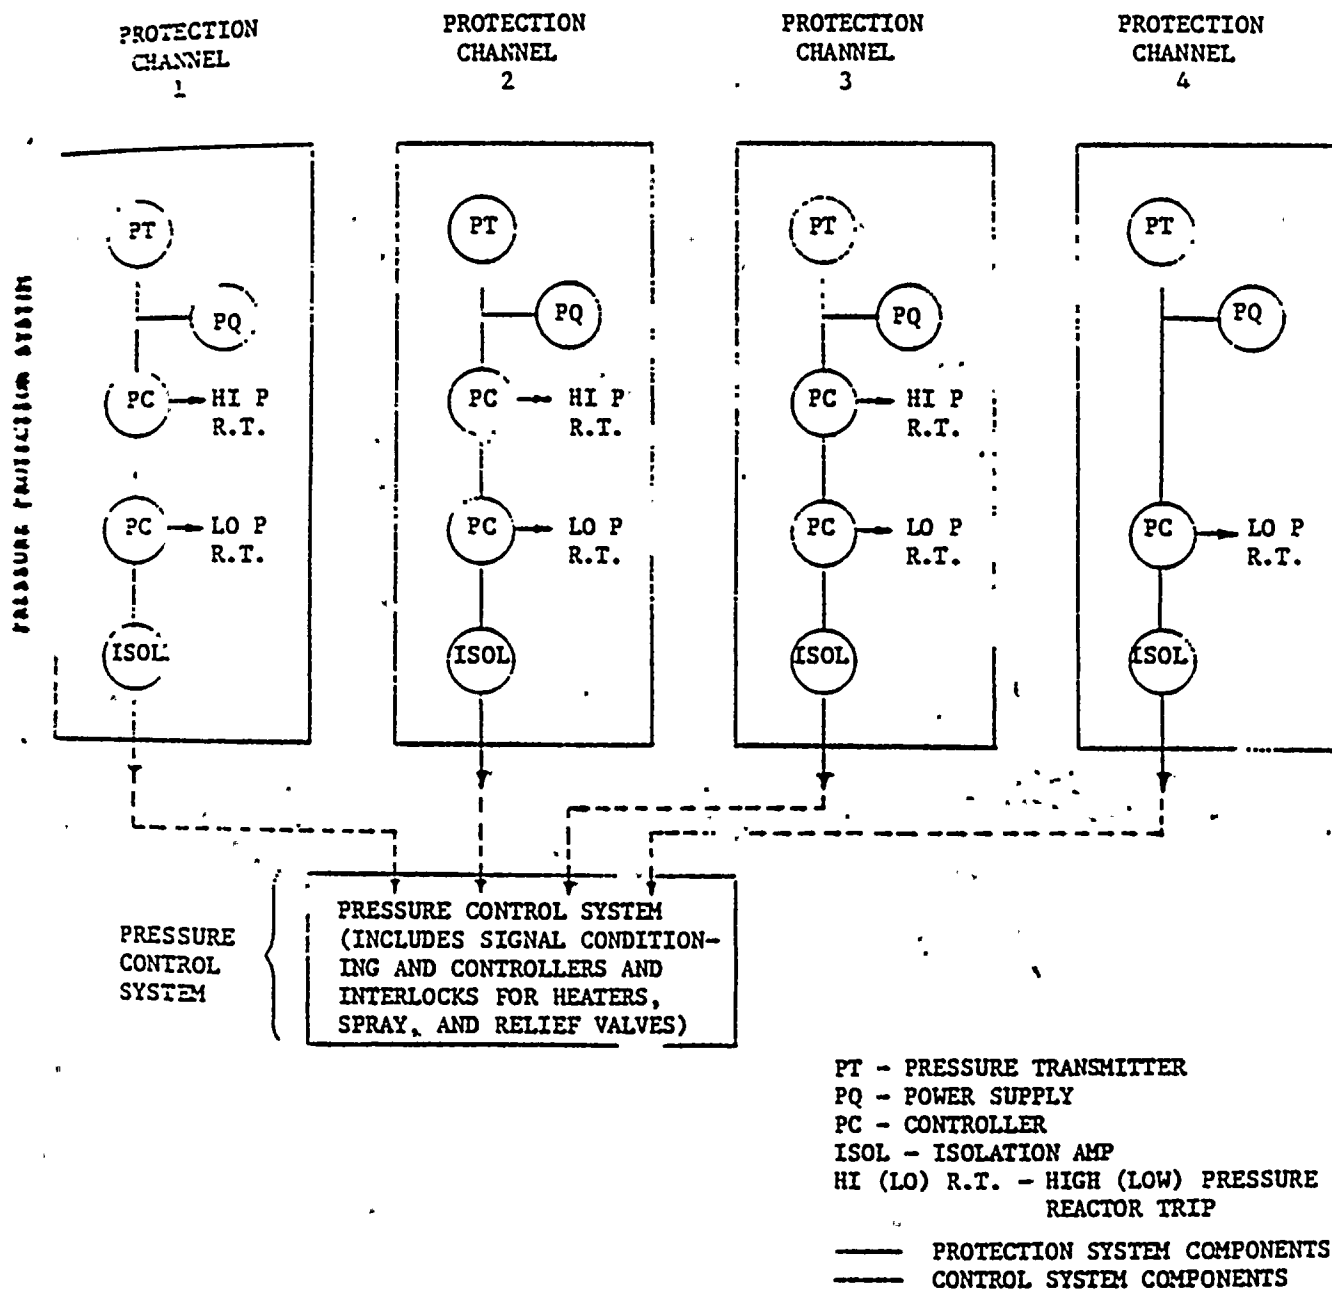 PROTECTION
CHANNEL
1
PROTECTION
CHANNEL
2
PROTECTION
CHANNEL
3
PROTECTION
CHANNEL
4
PRESSURE PROTECTION SYSTEM
PT
PQ
PC
HI P
R.T.
PC
LO P
R.T.
ISOL
PT
PQ
PC
HI P
R.T.
PC
LO P
R.T.
ISOL
PT
PQ
PC
HI P
R.T.
PC
LO P
R.T.
ISOL
PT
PQ
PC
LO P
R.T.
ISOL
PRESSURE
CONTROL
SYSTEM
PRESSURE CONTROL SYSTEM
(INCLUDES SIGNAL CONDITION-
ING AND CONTROLLERS AND
INTERLOCKS FOR HEATERS,
SPRAY, AND RELIEF VALVES)
PT - PRESSURE TRANSMITTER
PQ - POWER SUPPLY
PC - CONTROLLER
ISOL - ISOLATION AMP
HI (LO) R.T. - HIGH (LOW) PRESSURE
REACTOR TRIP
PROTECTION SYSTEM COMPONENTS
CONTROL SYSTEM COMPONENTS